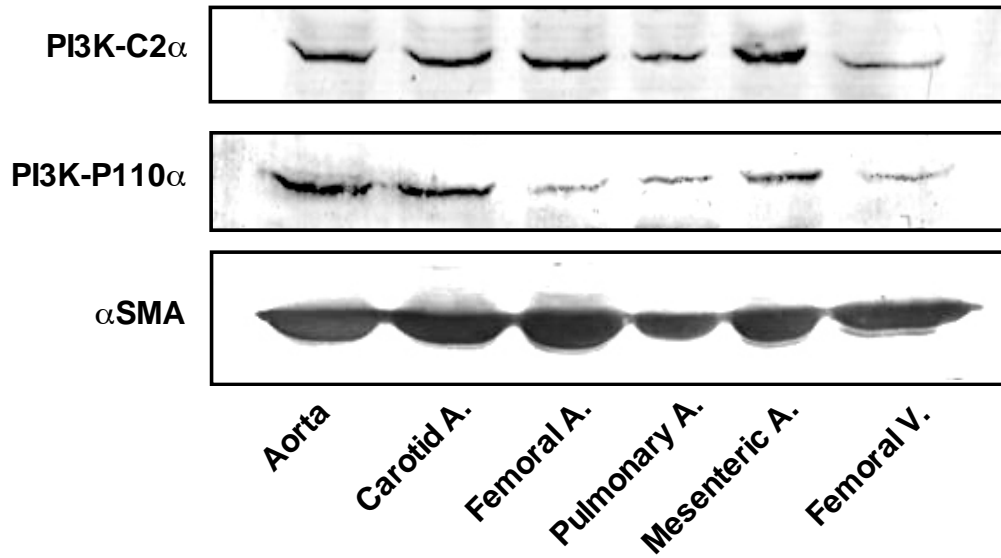 PI3K-C2α
PI3K-P110α
αSMA
Aorta
Carotid A.
Femoral A.
Pulmonary A.
Mesenteric A.
Femoral V.